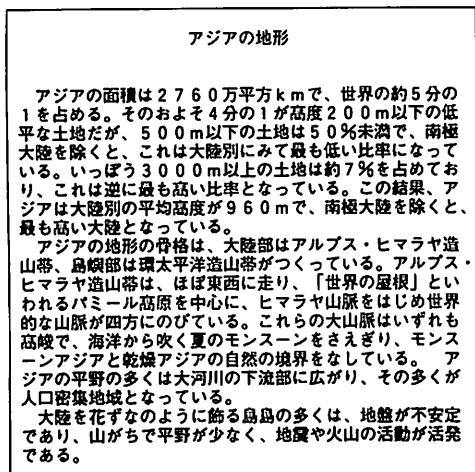 アジアの地形
アジアの面積は2760万平方kmで、世界の約5分の
1を占める。そのおよそ4分の1が高度200m以下の低
平な土地だが、500m以下の土地は50%未満で、南極
大陸を除くと、これは大陸別にみて最も低い比率になって
いる。いっぽう3000m以上の土地は約7%を占めてお
り、これは逆に最も高い比率となっている。この結果、ア
ジアは大陸別の平均高度が960mで、南極大陸を除くと、
最も高い大陸となっている。
アジアの地形の骨格は、大陸部はアルプス・ヒマラヤ造
山帯、島嶼部は環太平洋造山帯がつくっている。アルプス・
ヒマラヤ造山帯は、ほぼ東西に走り、「世界の屋根」とい
われるパミール高原を中心に、ヒマラヤ山脈をはじめ世界
的な山脈が四方にのびている。これらの大山脈はいずれも
高峻で、海洋から吹く夏のモンスーンをさえぎり、モンス
ーンアジアと乾燥アジアの自然の境界をなしている。 ア
ジアの平野の多くは大河川の下流部に広がり、その多くが
人口密集地域となっている。
大陸を花ずなのように飾る島島の多くは、地盤が不安定
であり、山がちで平野が少なく、地震や火山の活動が活発
である。